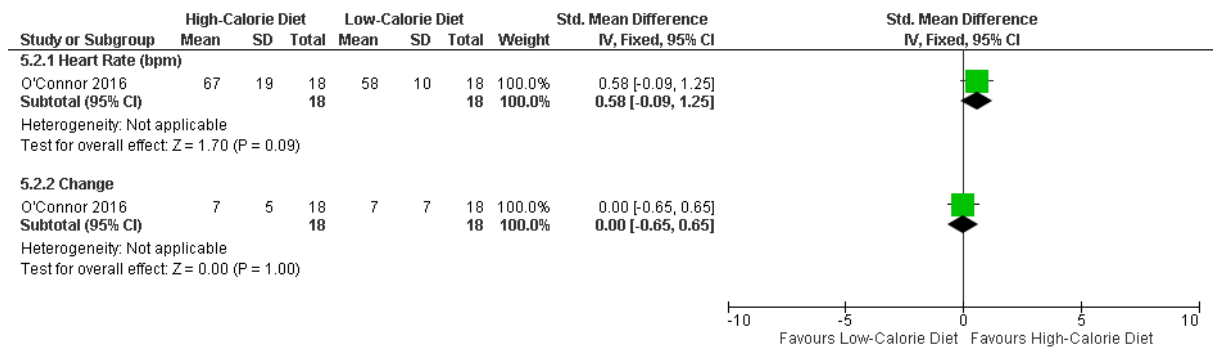 High-Calorie Diet Low-Calorie Diet Std. Mean Difference Std. Mean Difference
Study or Subgroup Mean SD Total Mean SD Total Weight IV, Fixed, 95% CI IV, Fixed, 95% CI
5.2.1 Heart Rate (bpm)
O'Connor 2016 67 19 18 58 10 18 100.0% 0.58 [-0.09, 1.25]
Subtotal (95% CI) 18 18 100.0% 0.58 [-0.09, 1.25]
Heterogeneity: Not applicable
Test for overall effect: Z = 1.70 (P = 0.09)
5.2.2 Change
O'Connor 2016 7 5 18 7 7 18 100.0% 0.00 [-0.65, 0.65]
Subtotal (95% CI) 18 18 100.0% 0.00 [-0.65, 0.65]
Heterogeneity: Not applicable
Test for overall effect: Z = 0.00 (P = 1.00)
-10 -5 0 5 10
Favours Low-Calorie Diet Favours High-Calorie Diet